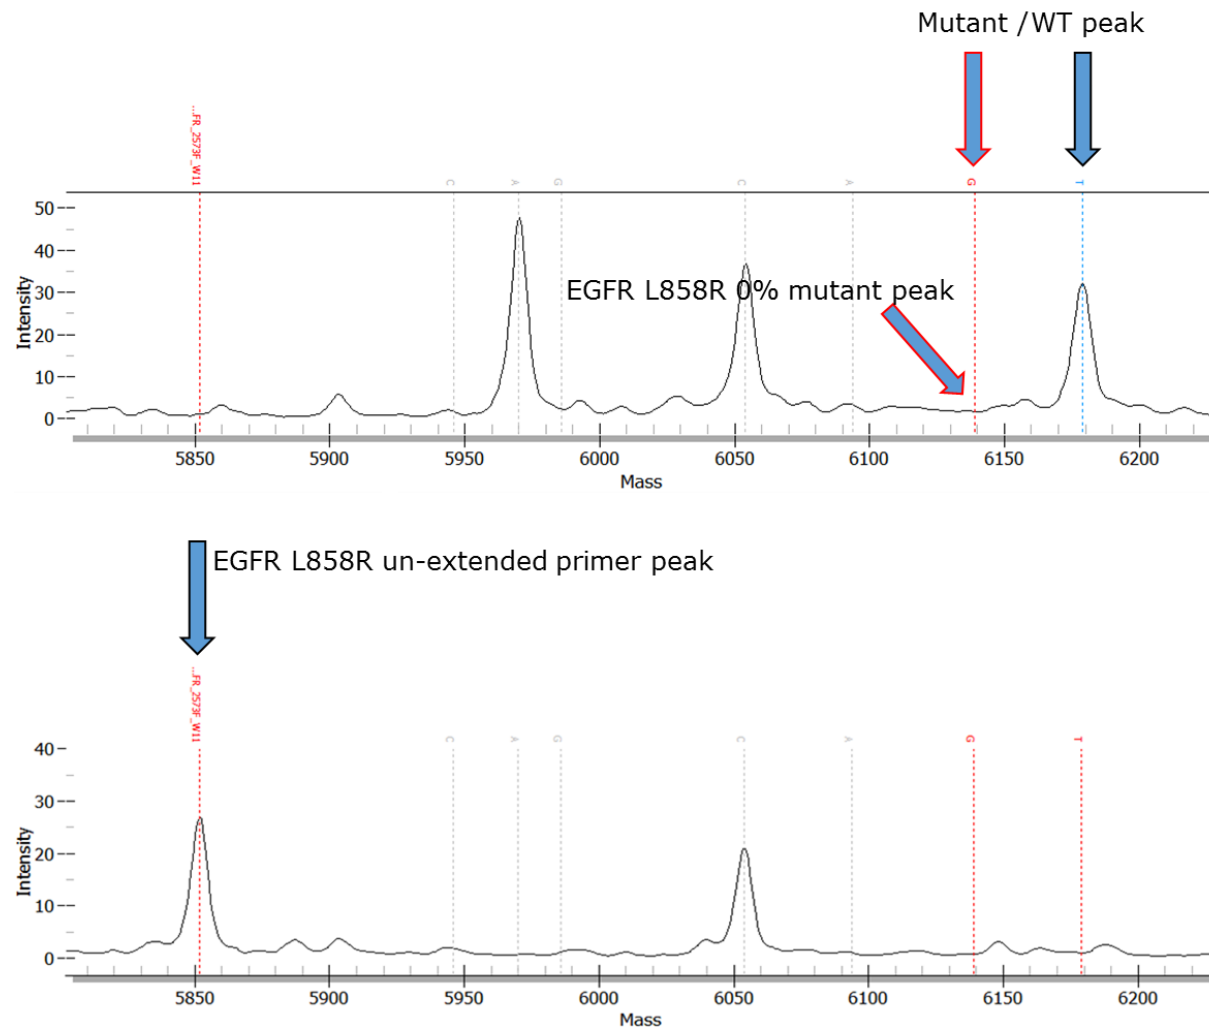 Mutant /WT peak
...FR_2573F_W11
C
A
G
C
A
G
T
50
40
30
20
10
0
Intensity
EGFR L858R 0% mutant peak
5850
5900
5950
6000
6050
6100
6150
6200
Mass
EGFR L858R un-extended primer peak
...FR_2573F_W11
C
A
G
C
A
G
T
40
30
20
10
0
Intensity
5850
5900
5950
6000
6050
6100
6150
6200
Mass